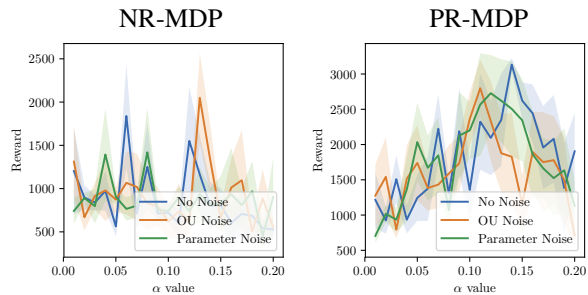 NR-MDP
PR-MDP
2500
2000
1500
1000
500
Reward
No Noise
OU Noise
Parameter Noise
0.00
0.05
0.10
0.15
0.20
α value
3000
2500
2000
1500
1000
500
Reward
No Noise
OU Noise
Parameter Noise
0.00
0.05
0.10
0.15
0.20
α value